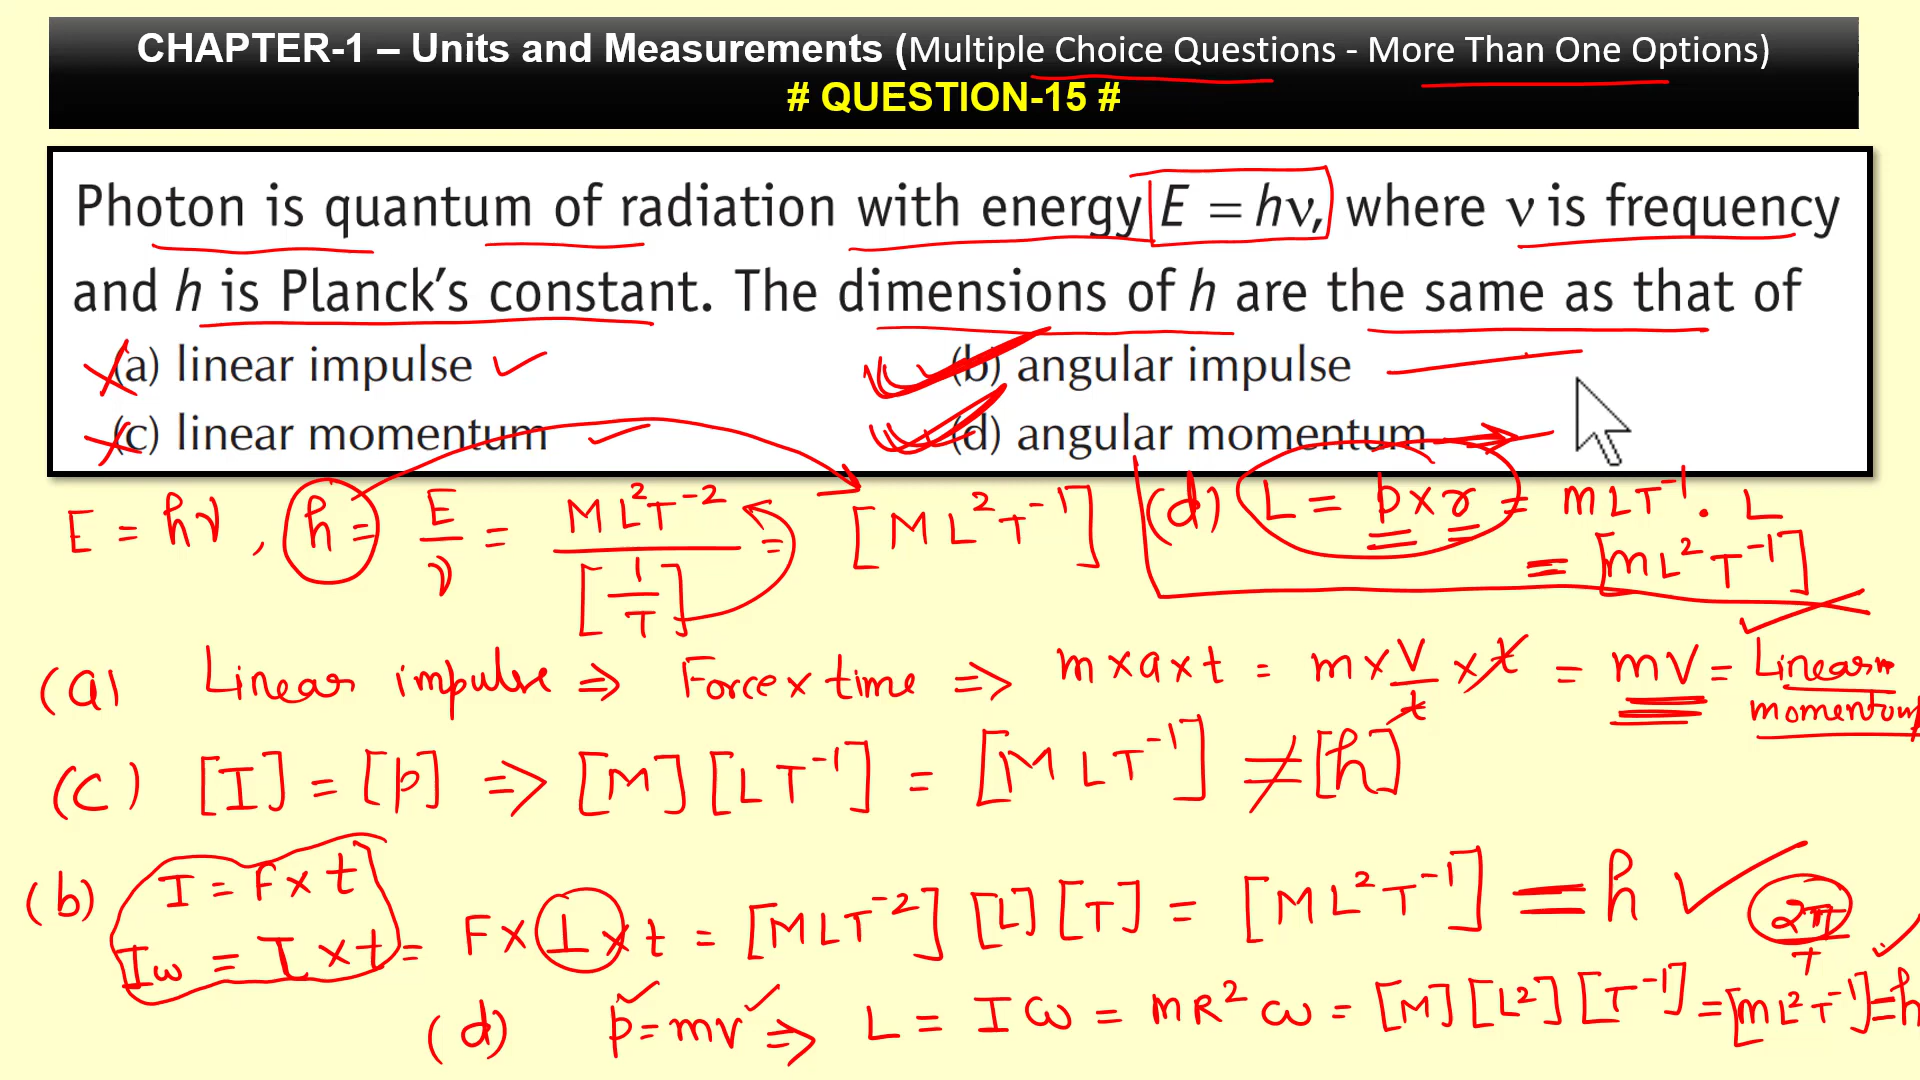 CHAPTER-1 – Units and Measurements (Multiple Choice Questions - More Than One Options)
# QUESTION-15 #
Photon is quantum of radiation with energy E = hν, where ν is frequency
and h is Planck's constant. The dimensions of h are the same as that of
(a) linear impulse (b) angular impulse
(c) linear momentum (d) angular momentum
E = hν, h = E/ν = ML²T⁻²/[1/T] = [ML²T⁻¹] (d) L = p×r = MLT⁻¹ . L
= [ML²T⁻¹]
(a) Linear impulse ⇒ Force × time ⇒ m×a×t = m×V/t×t = mV = Linear
momentum
(C) [I] = [p] ⇒ [M][LT⁻¹] = [MLT⁻¹] ≠ [h]
(b) I = F×t
Iω = τ×t = F×⊥×t = [MLT⁻²][L][T] = [ML²T⁻¹] = h 2π/T
(d) p=mv ⇒ L = Iω = MR²ω = [M][L²][T⁻¹] = [ML²T⁻¹] = h